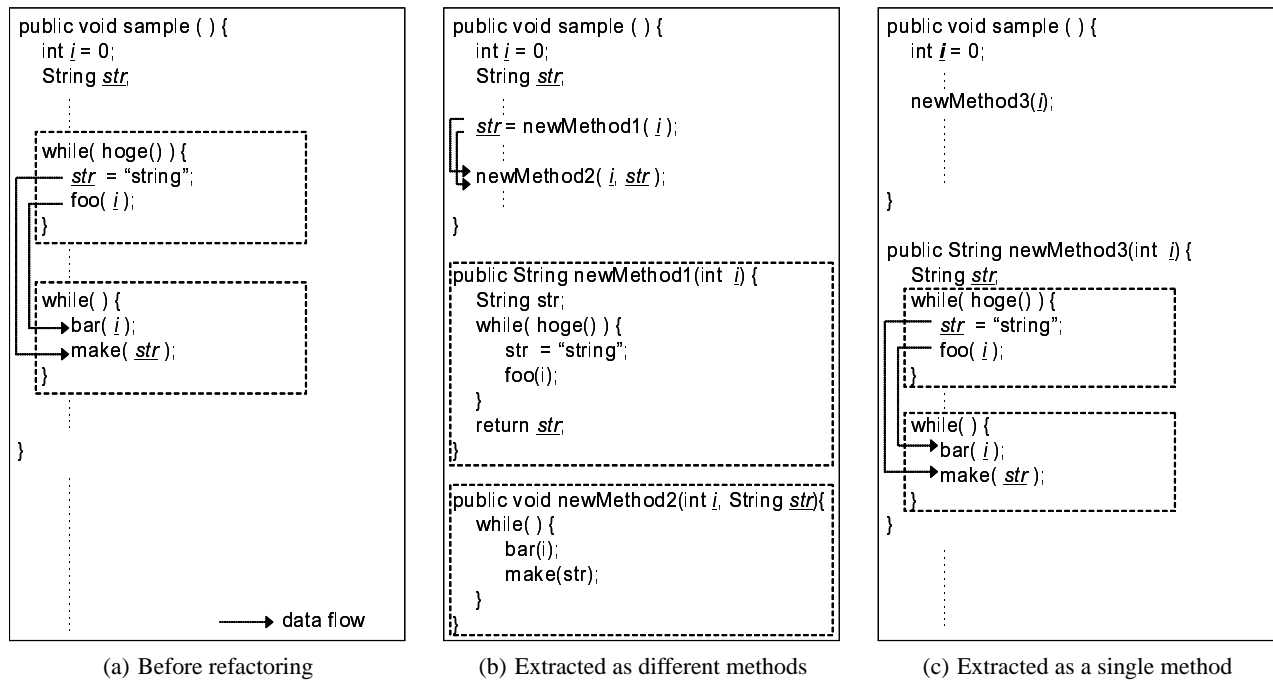 public void sample ( ) {
int i = 0;
String str;
while( hoge() ) {
str = “string”;
foo( i );
}
while( ) {
bar( i );
make( str );
}
}
data flow
(a) Before refactoring
public void sample ( ) {
int i = 0;
String str;
str = newMethod1( i );
newMethod2( i, str );
}
public String newMethod1(int i) {
String str;
while( hoge() ) {
str = “string”;
foo(i);
}
return str;
}
public void newMethod2(int i, String str){
while( ) {
bar(i);
make(str);
}
}
(b) Extracted as different methods
public void sample ( ) {
int i = 0;
newMethod3(i);
}
public String newMethod3(int i) {
String str;
while( hoge() ) {
str = “string”;
foo( i );
}
while( ) {
bar( i );
make( str );
}
}
(c) Extracted as a single method